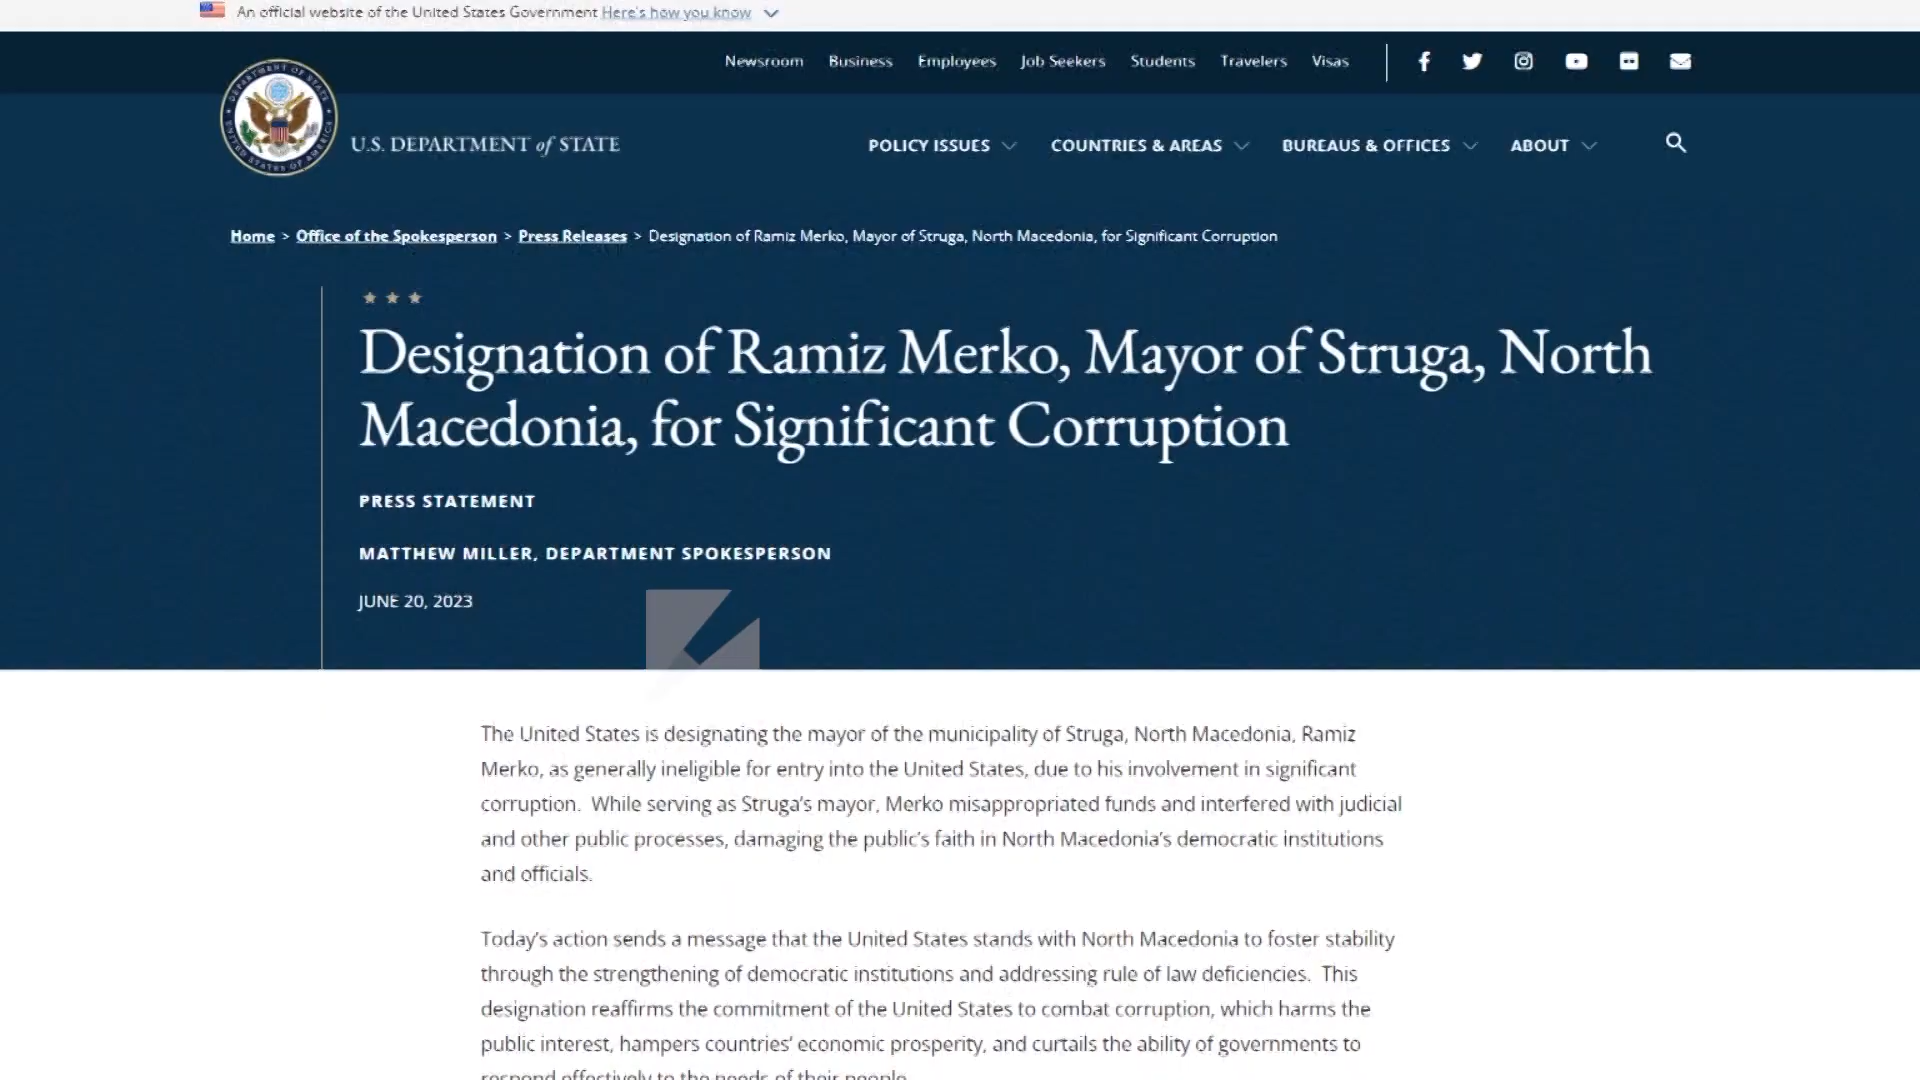 An official website of the United States Government Here's how you know
Newsroom Business Employees Job Seekers Students Travelers Visas
U.S. DEPARTMENT of STATE
POLICY ISSUES COUNTRIES & AREAS BUREAUS & OFFICES ABOUT
Home > Office of the Spokesperson > Press Releases > Designation of Ramiz Merko, Mayor of Struga, North Macedonia, for Significant Corruption
Designation of Ramiz Merko, Mayor of Struga, North
Macedonia, for Significant Corruption
PRESS STATEMENT
MATTHEW MILLER, DEPARTMENT SPOKESPERSON
JUNE 20, 2023
The United States is designating the mayor of the municipality of Struga, North Macedonia, Ramiz
Merko, as generally ineligible for entry into the United States, due to his involvement in significant
corruption.  While serving as Struga's mayor, Merko misappropriated funds and interfered with judicial
and other public processes, damaging the public's faith in North Macedonia's democratic institutions
and officials.
Today's action sends a message that the United States stands with North Macedonia to foster stability
through the strengthening of democratic institutions and addressing rule of law deficiencies.  This
designation reaffirms the commitment of the United States to combat corruption, which harms the
public interest, hampers countries' economic prosperity, and curtails the ability of governments to
respond effectively to the needs of their people.